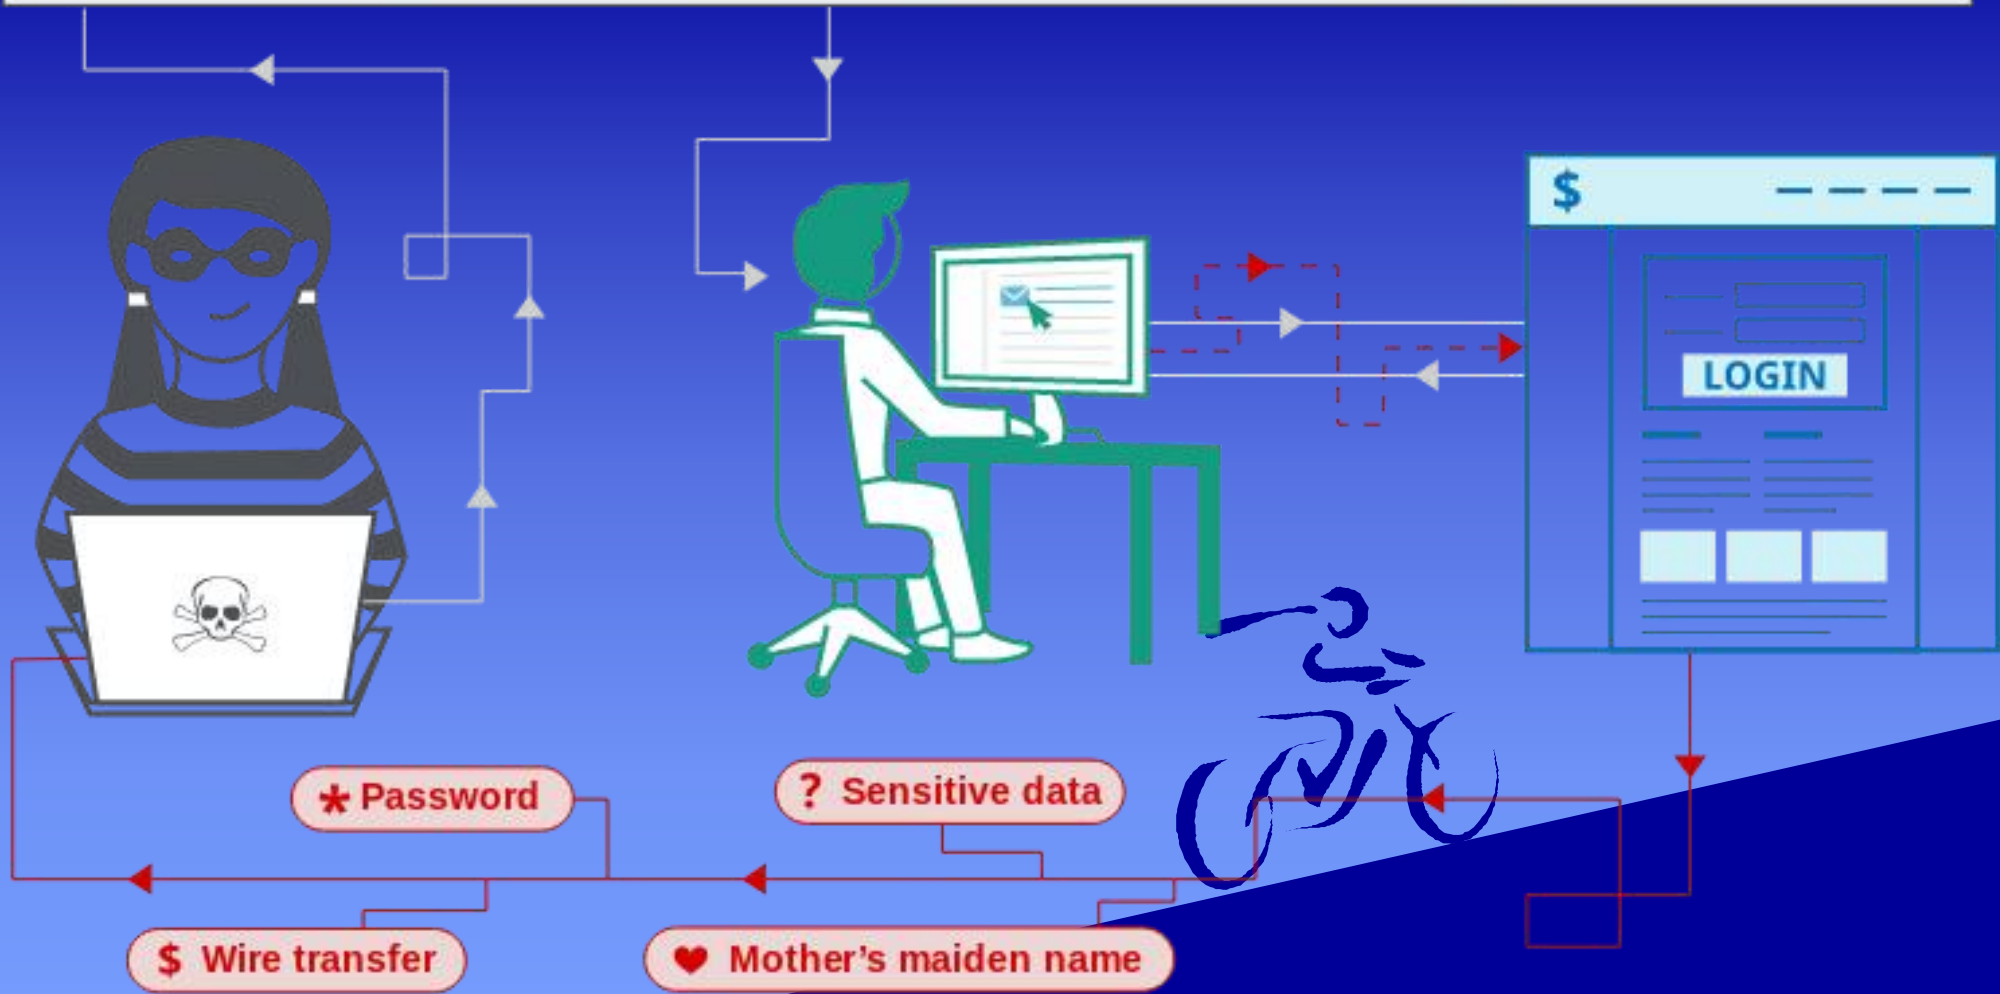 $
LOGIN
* Password
? Sensitive data
$ Wire transfer
♥ Mother’s maiden name